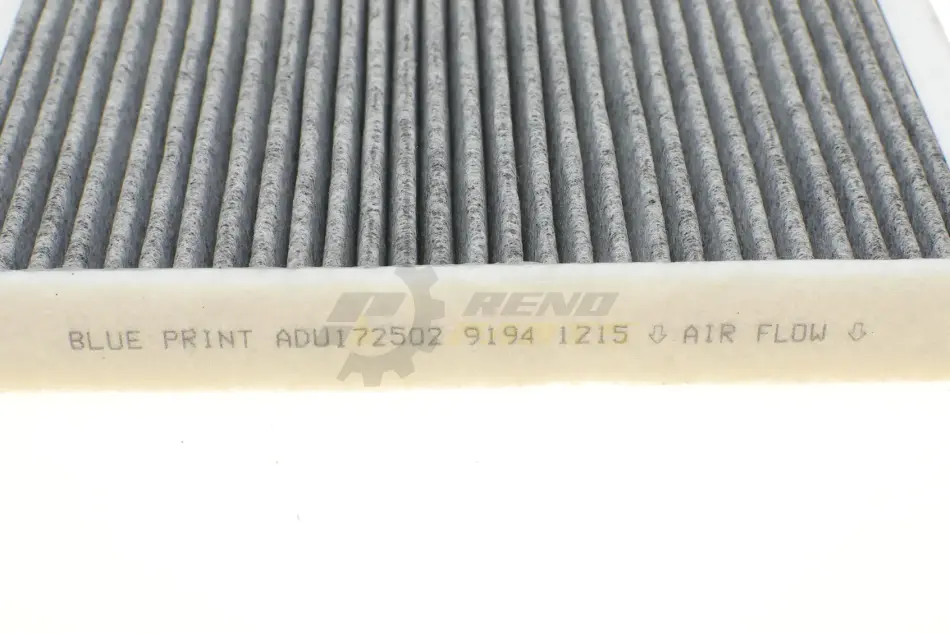 RENO
BLUE PRINT ADU172502 9194 1215 ⇩ AIR FLOW ⇩